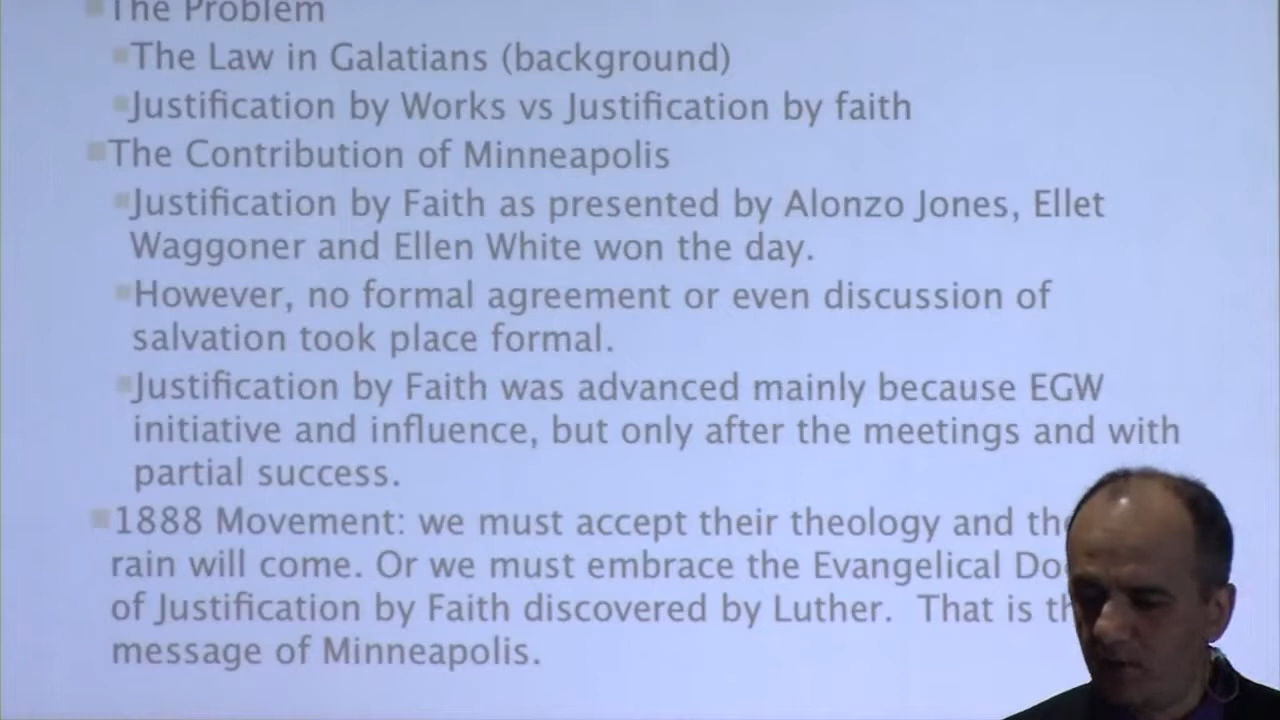 The Problem
The Law in Galatians (background)
Justification by Works vs Justification by faith
The Contribution of Minneapolis
Justification by Faith as presented by Alonzo Jones, Ellet
Waggoner and Ellen White won the day.
However, no formal agreement or even discussion of
salvation took place formal.
Justification by Faith was advanced mainly because EGW
initiative and influence, but only after the meetings and with
partial success.
1888 Movement: we must accept their theology and
rain will come. Or we must embrace the Evangelical
of Justification by Faith discovered by Luther. That is
message of Minneapolis.